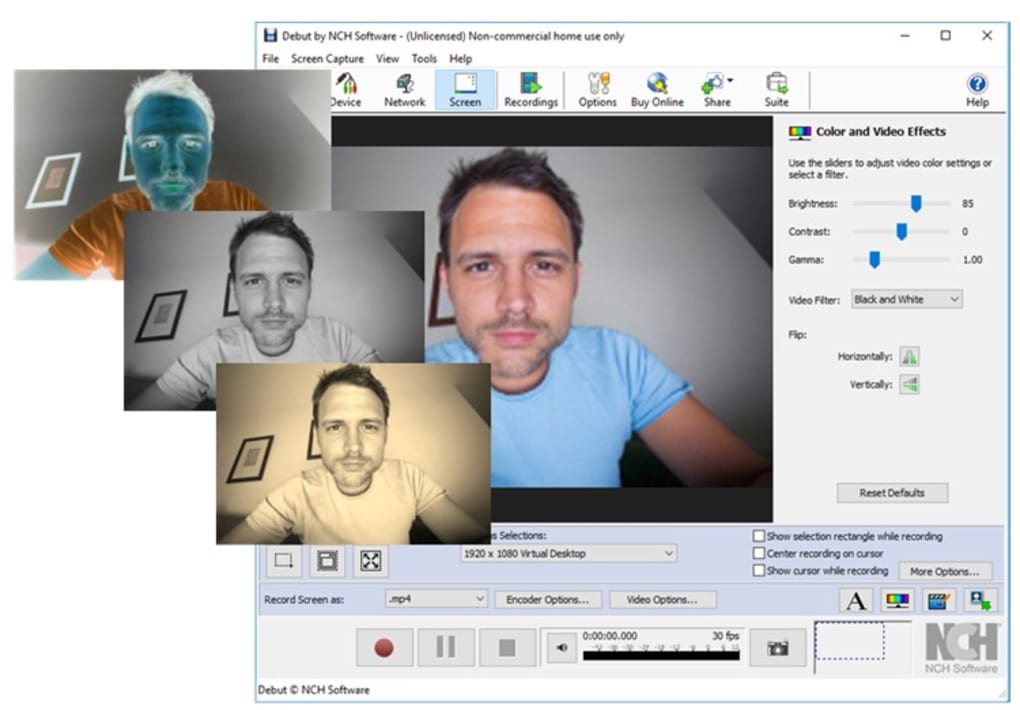 Debut by NCH Software - (Unlicensed) Non-commercial home use only
File Screen Capture View Tools Help
Device Network Screen Recordings Options Buy Online Share Suite Help
Color and Video Effects
Use the sliders to adjust video color settings or
select a filter.
Brightness: 85
Contrast: 0
Gamma: 1.00
Video Filter: Black and White
Flip:
Horizontally:
Vertically:
Reset Defaults
Selections:
1920 x 1080 Virtual Desktop
Show selection rectangle while recording
Center recording on cursor
Show cursor while recording More Options...
Record Screen as: .mp4 Encoder Options... Video Options... A
0:00:00.000 30 fps
NCH
NCH Software
Debut © NCH Software